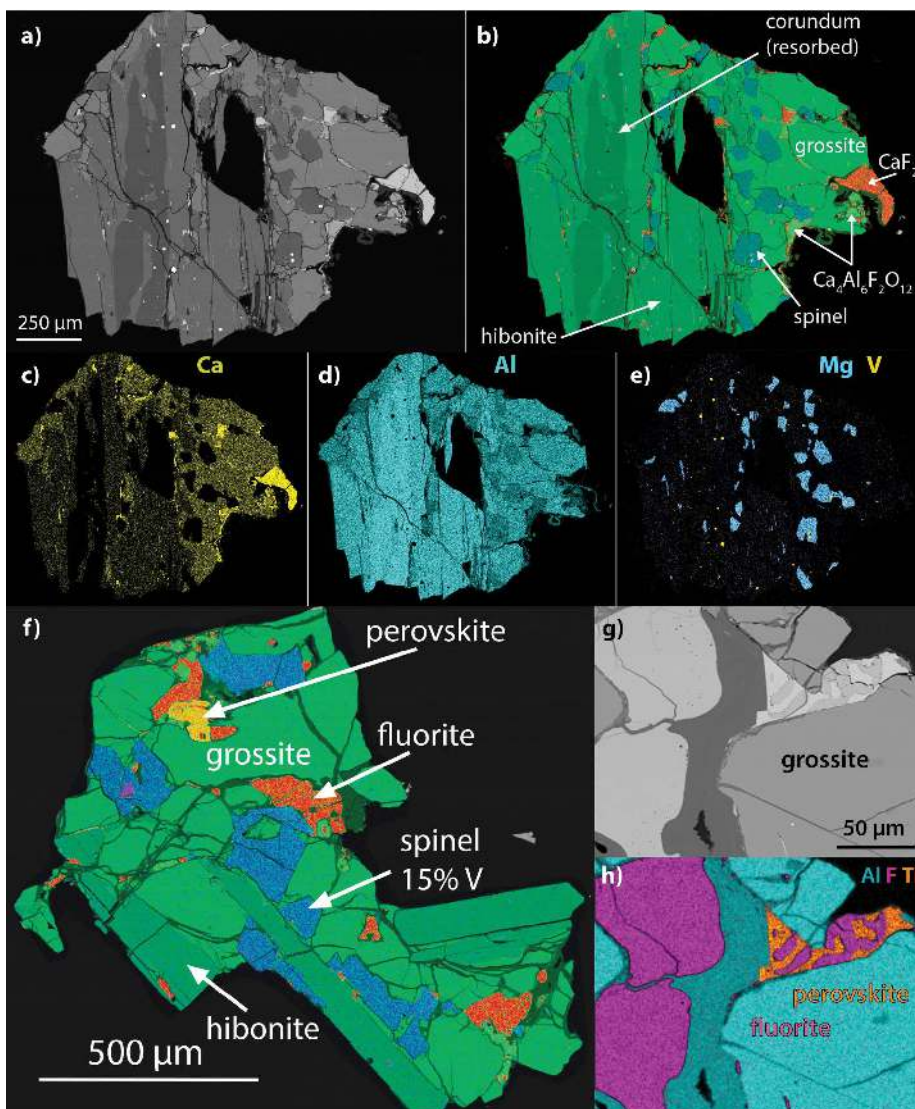 a)
250 µm
b)
corundum
(resorbed)
grossite
CaF₂
Ca₄Al₆F₂O₁₂
spinel
hibonite
c)
Ca
d)
Al
e)
Mg V
f)
perovskite
grossite
fluorite
spinel
15% V
hibonite
500 µm
g)
grossite
50 µm
h)
Al F T
perovskite
fluorite